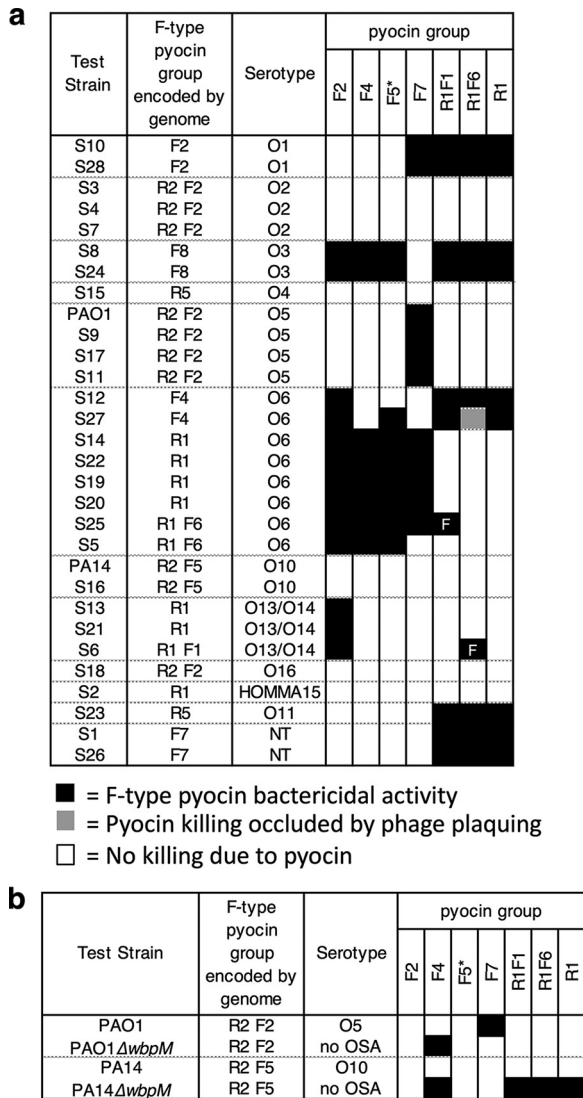 a
Test Strain
F-type pyocin group encoded by genome
Serotype
pyocin group
F2 F4 F5* F7 R1F1 R1F6 R1
S10 F2 O1
S28 F2 O1
S3 R2 F2 O2
S4 R2 F2 O2
S7 R2 F2 O2
S8 F8 O3
S24 F8 O3
S15 R5 O4
PAO1 R2 F2 O5
S9 R2 F2 O5
S17 R2 F2 O5
S11 R2 F2 O5
S12 F4 O6
S27 F4 O6
S14 R1 O6
S22 R1 O6
S19 R1 O6
S20 R1 O6
S25 R1 F6 O6 F
S5 R1 F6 O6
PA14 R2 F5 O10
S16 R2 F5 O10
S13 R1 O13/O14
S21 R1 O13/O14
S6 R1 F1 O13/O14 F
S18 R2 F2 O16
S2 R1 HOMMA15
S23 R5 O11
S1 F7 NT
S26 F7 NT
= F-type pyocin bactericidal activity
= Pyocin killing occluded by phage plaquing
= No killing due to pyocin
b
Test Strain
F-type pyocin group encoded by genome
Serotype
pyocin group
F2 F4 F5* F7 R1F1 R1F6 R1
PAO1 R2 F2 O5
PAO1ΔwbpM R2 F2 no OSA
PA14 R2 F5 O10
PA14ΔwbpM R2 F5 no OSA